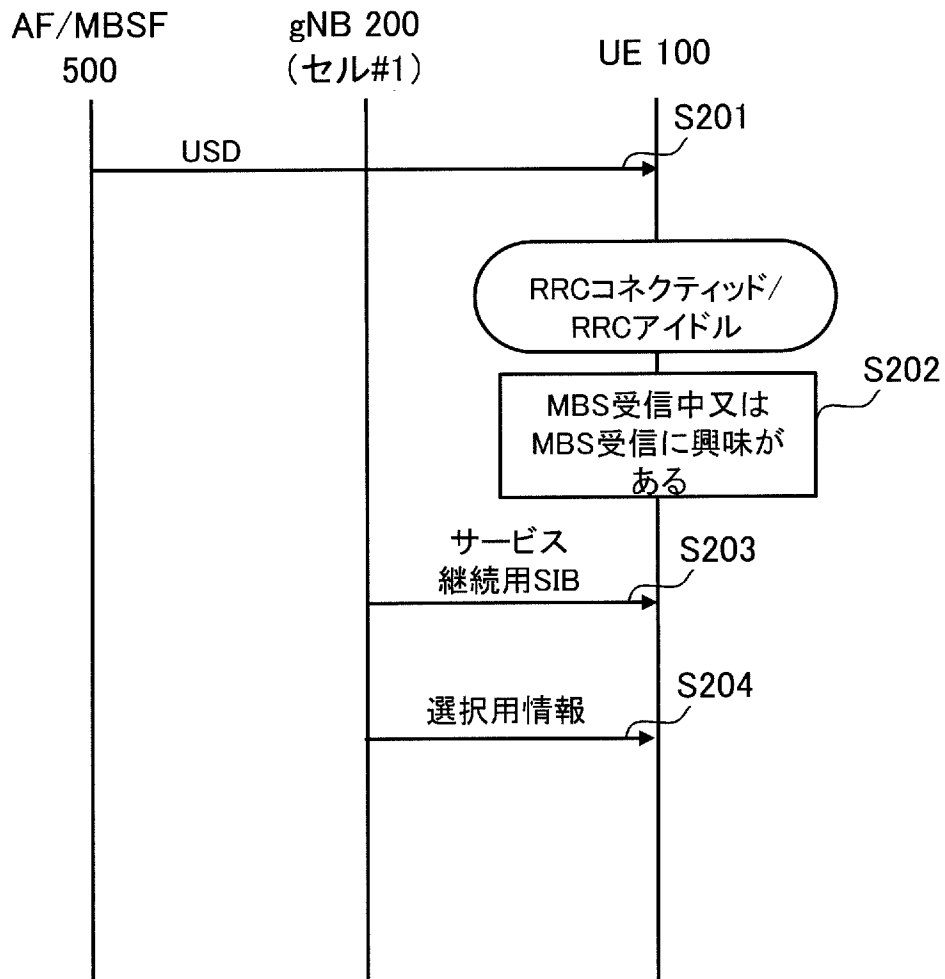 AF/MBSF
500
gNB 200
(セル#1)
UE 100
S201
USD
RRCコネクティッド/
RRCアイドル
S202
MBS受信中又は
MBS受信に興味が
ある
サービス
継続用SIB
S203
選択用情報
S204